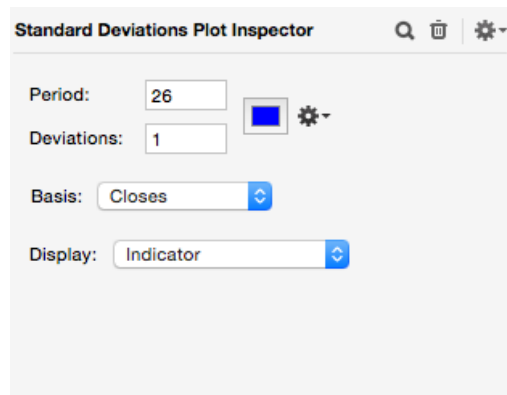 Standard Deviations Plot Inspector
Period: 26
Deviations: 1
Basis: Closes
Display: Indicator